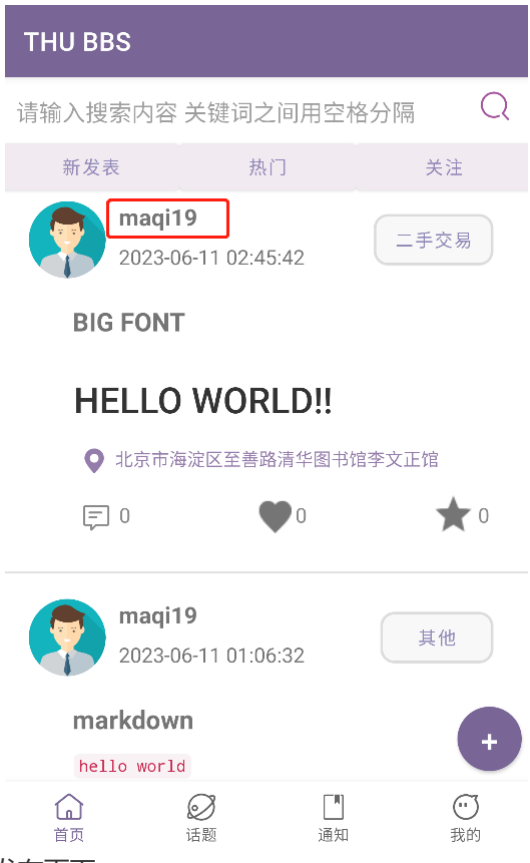 THU BBS
请输入搜索内容 关键词之间用空格分隔
新发表 热门 关注
maqi19
2023-06-11 02:45:42
二手交易
BIG FONT
HELLO WORLD!!
北京市海淀区至善路清华图书馆李文正馆
0 0 0
maqi19
2023-06-11 01:06:32
其他
markdown
hello world
+
首页 话题 通知 我的